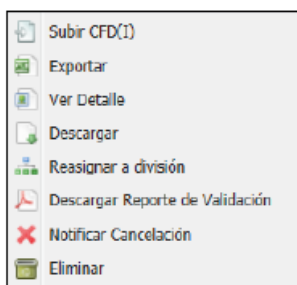 Subir CFD(I)
Exportar
Ver Detalle
Descargar
Reasignar a división
Descargar Reporte de Validación
Notificar Cancelación
Eliminar